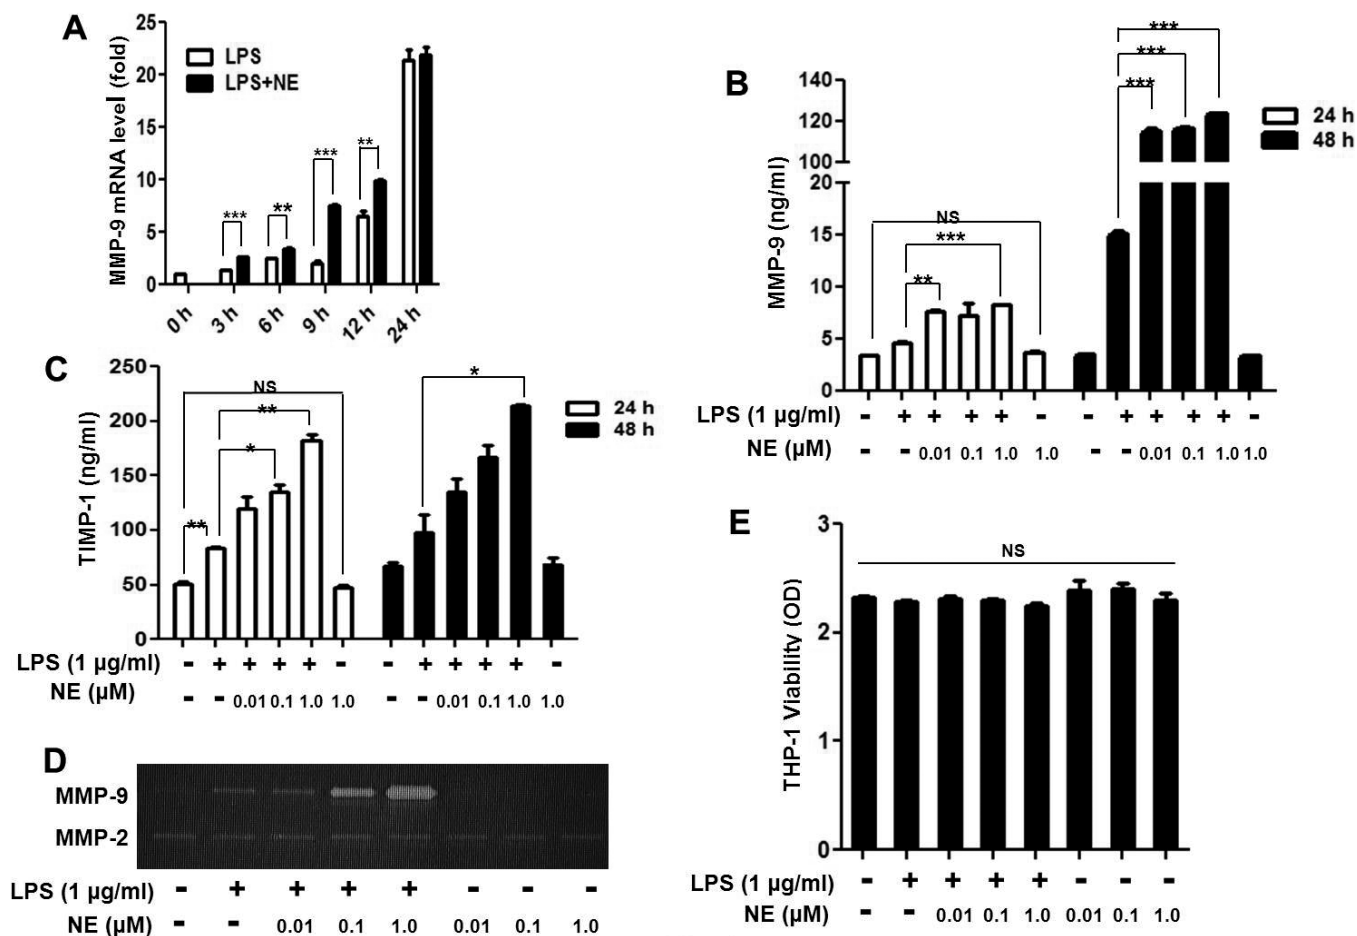 A
MMP-9 mRNA level (fold)
25
20
15
10
5
0
LPS
LPS+NE
***
**
***
**
0 h
3 h
6 h
9 h
12 h
24 h
B
MMP-9 (ng/ml)
140
120
100
20
15
10
5
0
24 h
48 h
NS
**
***
***
***
***
LPS (1 µg/ml) - + + + + - - + + + + -
NE (µM) - - 0.01 0.1 1.0 1.0 - - 0.01 0.1 1.0 1.0
C
TIMP-1 (ng/ml)
250
200
150
100
50
0
24 h
48 h
NS
**
*
**
*
LPS (1 µg/ml) - + + + + - - + + + + -
NE (µM) - - 0.01 0.1 1.0 1.0 - - 0.01 0.1 1.0 1.0
D
MMP-9
MMP-2
LPS (1 µg/ml) - + + + + - - -
NE (µM) - - 0.01 0.1 1.0 0.01 0.1 1.0
E
THP-1 Viability (OD)
3
2
1
0
NS
LPS (1 µg/ml) - + + + + - - -
NE (µM) - - 0.01 0.1 1.0 0.01 0.1 1.0